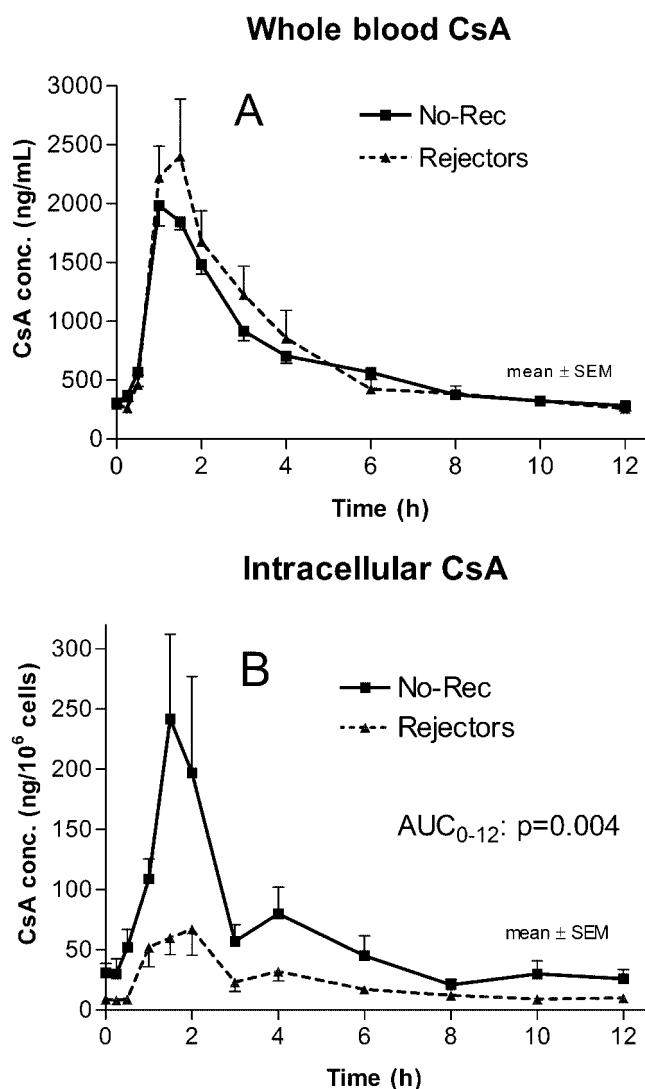 Whole blood CsA
A
No-Rec
Rejectors
CsA conc. (ng/mL)
3000
2500
2000
1500
1000
500
0
mean ± SEM
0 2 4 6 8 10 12
Time (h)
Intracellular CsA
B
No-Rec
Rejectors
CsA conc. (ng/10⁶ cells)
300
250
200
150
100
50
0
AUC₀₋₁₂: p=0.004
mean ± SEM
0 2 4 6 8 10 12
Time (h)